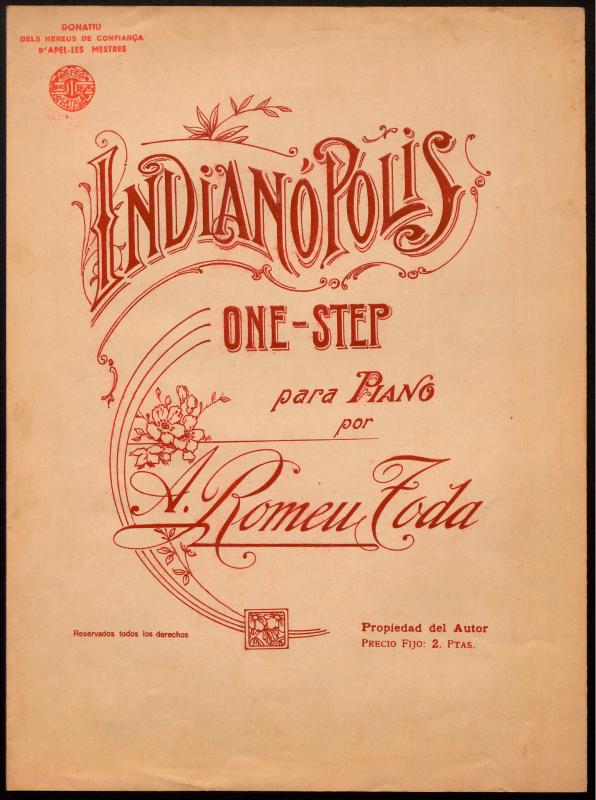 DONATIU
DELS HEREUS DE CONFIANÇA
D'APEL·LES MESTRES
INDIANÓPOLIS
ONE-STEP
para PIANO
por
A. Romeu Toda
Reservados todos los derechos
Propiedad del Autor
PRECIO FIJO: 2. PTAS.